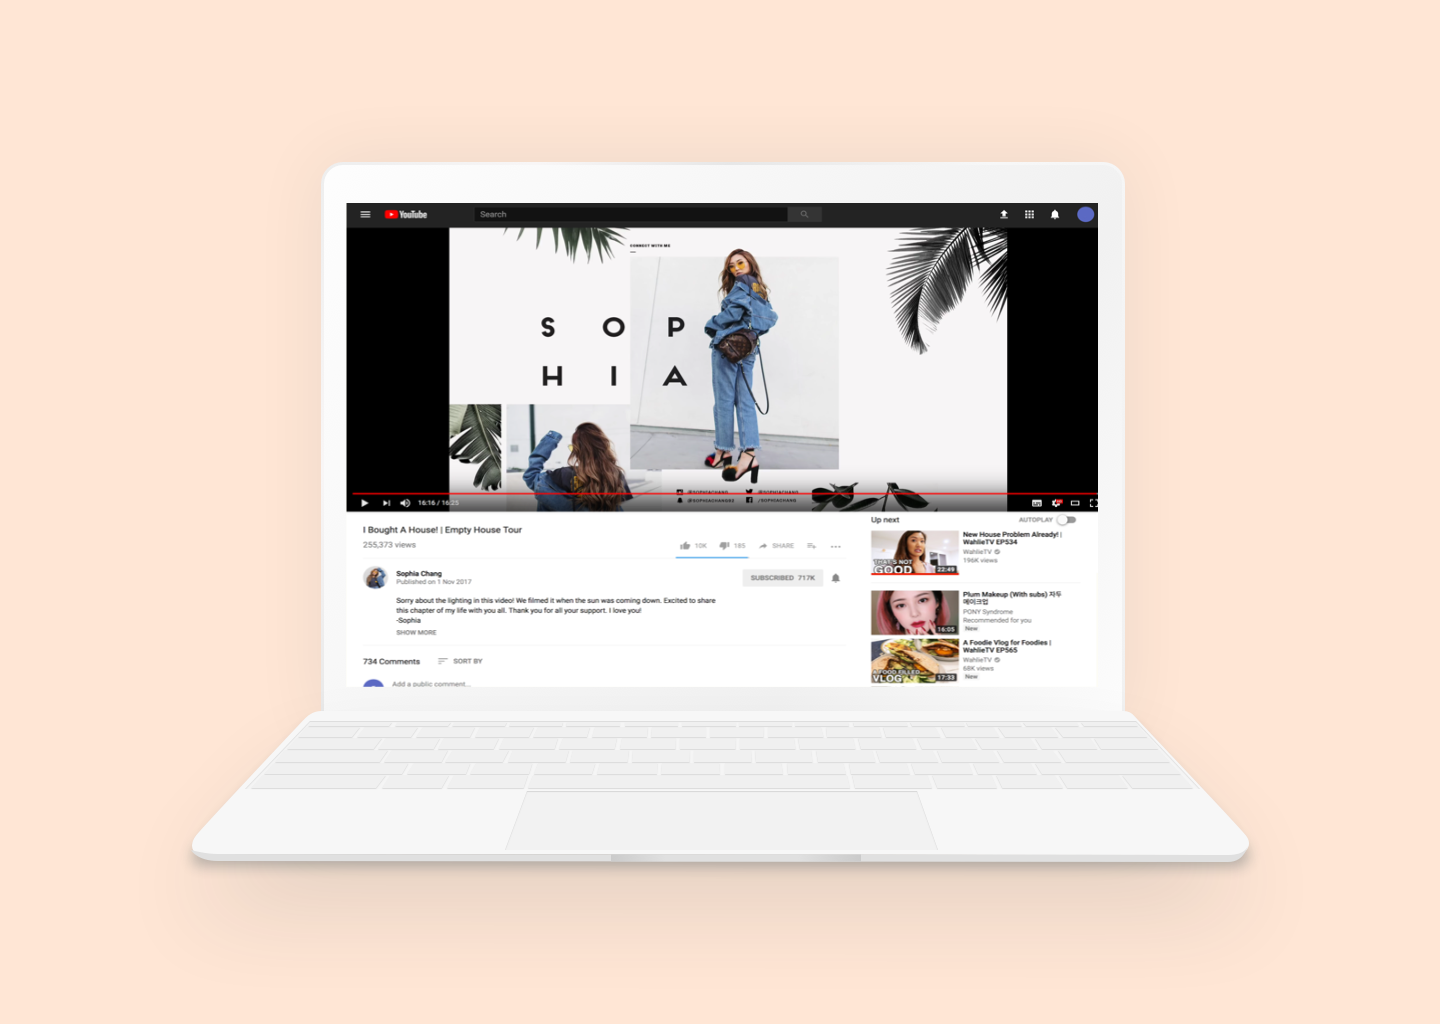 YouTube
Search
CONNECT WITH ME
S O P
H I A
/@SOPHIACHANG
/@SOPHIACHANG
/SOPHIACHANG
16:16 / 16:25
I Bought A House! | Empty House Tour
255,373 views
10K
185
SHARE
Sophia Chang
Published on 1 Nov 2017
SUBSCRIBED 717K
Sorry about the lighting in this video! We filmed it when the sun was coming down. Excited to share
this chapter of my life with you all. Thank you for all your support. I love you!
-Sophia
SHOW MORE
734 Comments
SORT BY
Add a public comment...
Up next
AUTOPLAY
THAT'S NOT
GOOD
22:49
New House Problem Already! |
WahlieTV EP534
WahlieTV
196K views
16:05
Plum Makeup (With subs) 자두
메이크업
PONY Syndrome
Recommended for you
New
A FOOD FILLED
VLOG
17:33
A Foodie Vlog for Foodies |
WahlieTV EP565
WahlieTV
68K views
New